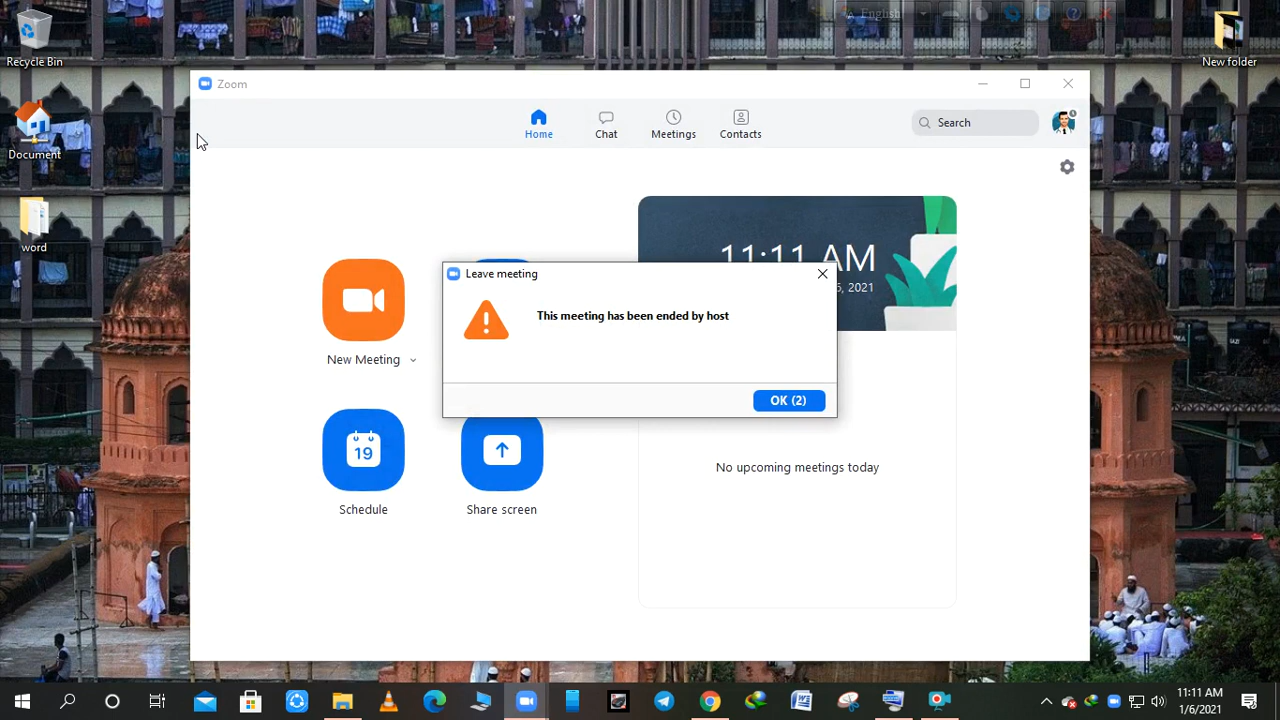 English
Recycle Bin
New folder
Zoom
Home
Chat
Meetings
Contacts
Search
Document
word
11:11 AM
6, 2021
Leave meeting
This meeting has been ended by host
OK (2)
New Meeting
19
Schedule
Share screen
No upcoming meetings today
11:11 AM
1/6/2021